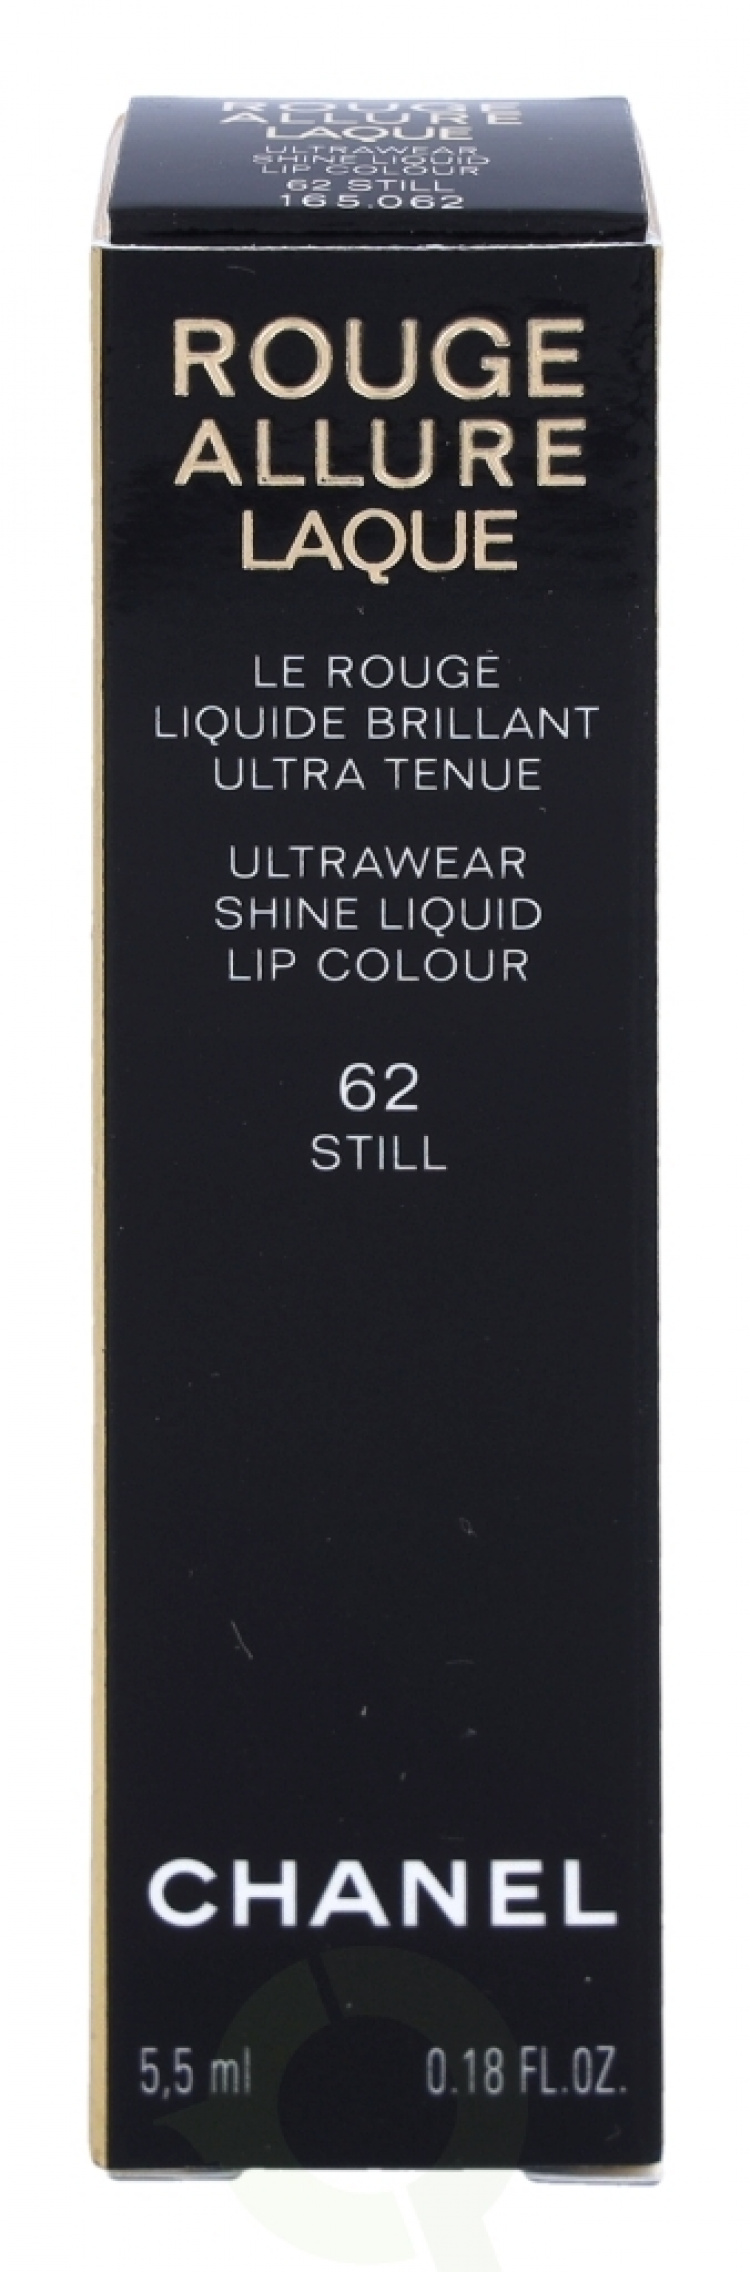 ROUGE
ALLURE
LAQUE
ULTRAWEAR
SHINE LIQUID
LIP COLOUR
62 STILL
165.062
ROUGE
ALLURE
LAQUE
LE ROUGE
LIQUIDE BRILLANT
ULTRA TENUE
ULTRAWEAR
SHINE LIQUID
LIP COLOUR
62
STILL
CHANEL
5,5 ml 0.18 FL.OZ.